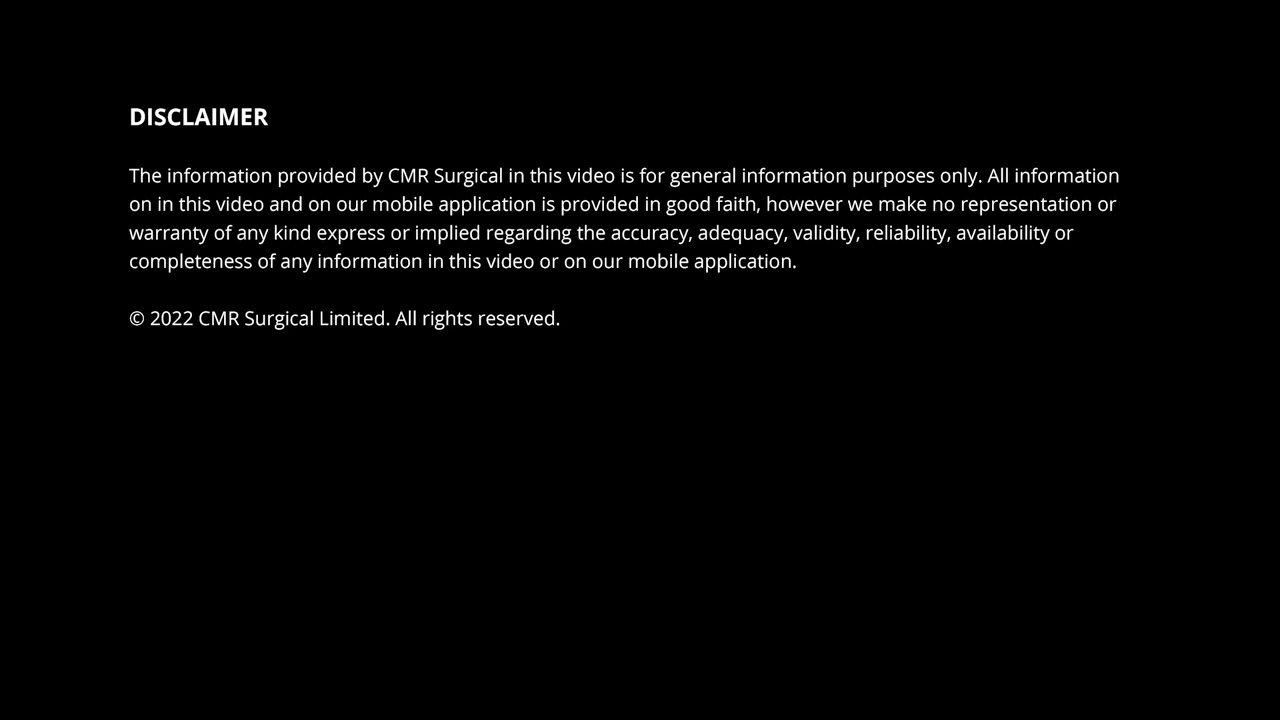 DISCLAIMER
The information provided by CMR Surgical in this video is for general information purposes only. All information
on in this video and on our mobile application is provided in good faith, however we make no representation or
warranty of any kind express or implied regarding the accuracy, adequacy, validity, reliability, availability or
completeness of any information in this video or on our mobile application.
© 2022 CMR Surgical Limited. All rights reserved.